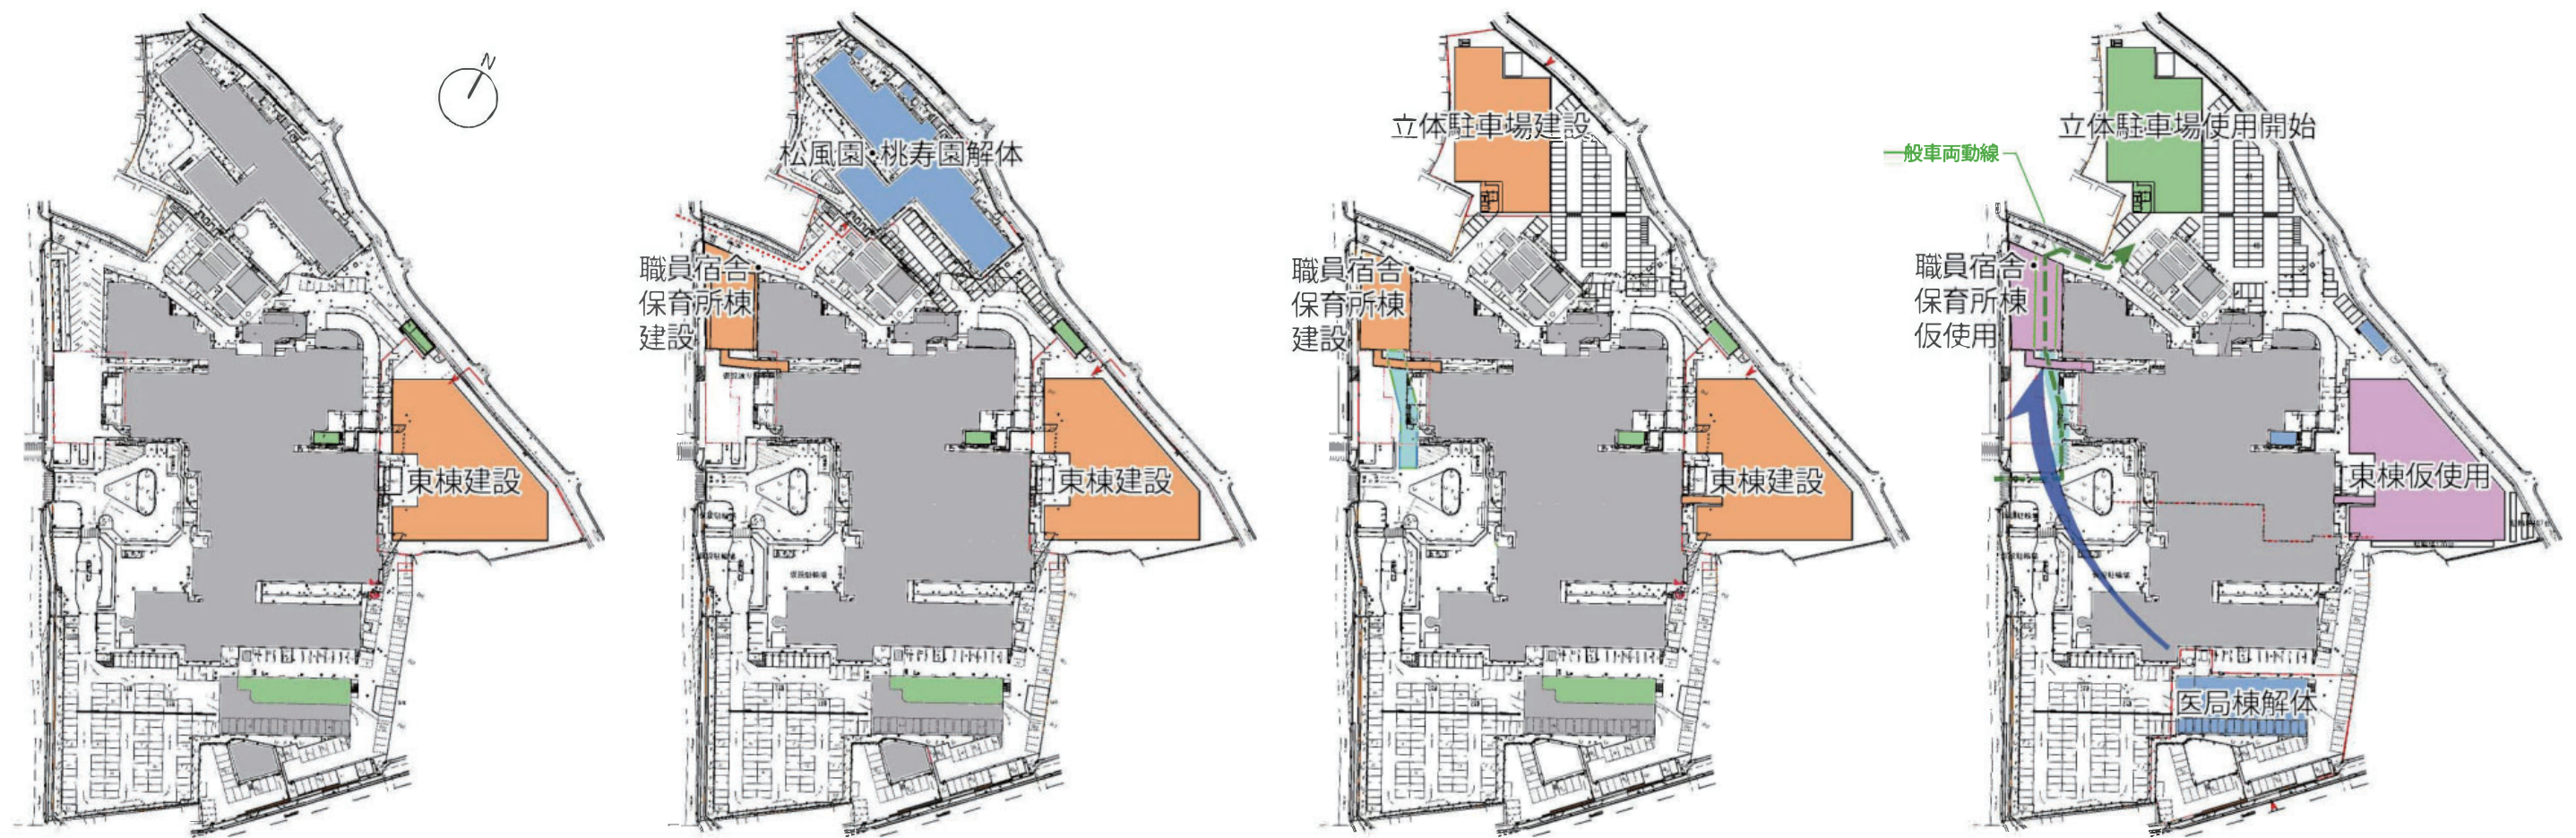 N
東棟建設
松風園・桃寿園解体
職員宿舎・
保育所棟
建設
東棟建設
立体駐車場建設
職員宿舎・
保育所棟
建設
東棟建設
立体駐車場使用開始
一般車両動線
職員宿舎・
保育所棟
仮使用
東棟仮使用
医局棟解体